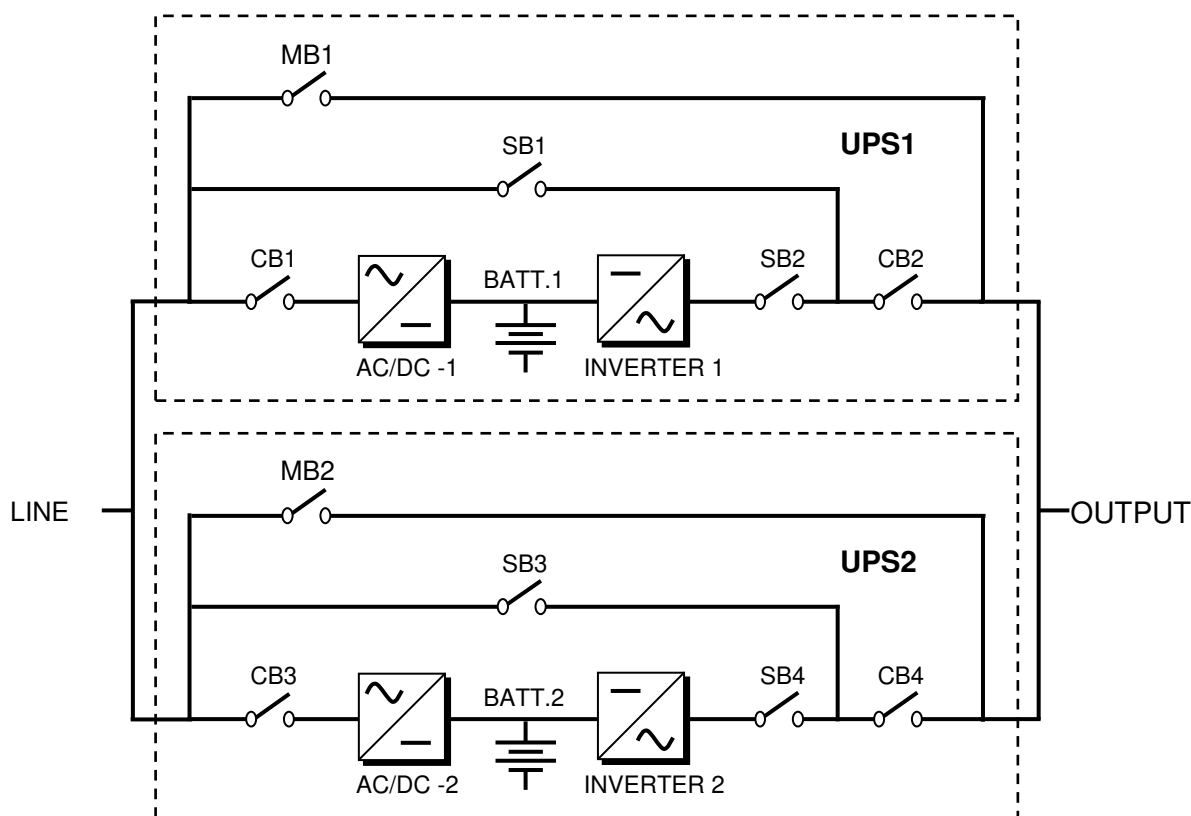 MB1
SB1
UPS1
CB1
BATT.1
SB2
CB2
AC/DC -1
INVERTER 1
LINE
OUTPUT
MB2
SB3
UPS2
CB3
BATT.2
SB4
CB4
AC/DC -2
INVERTER 2